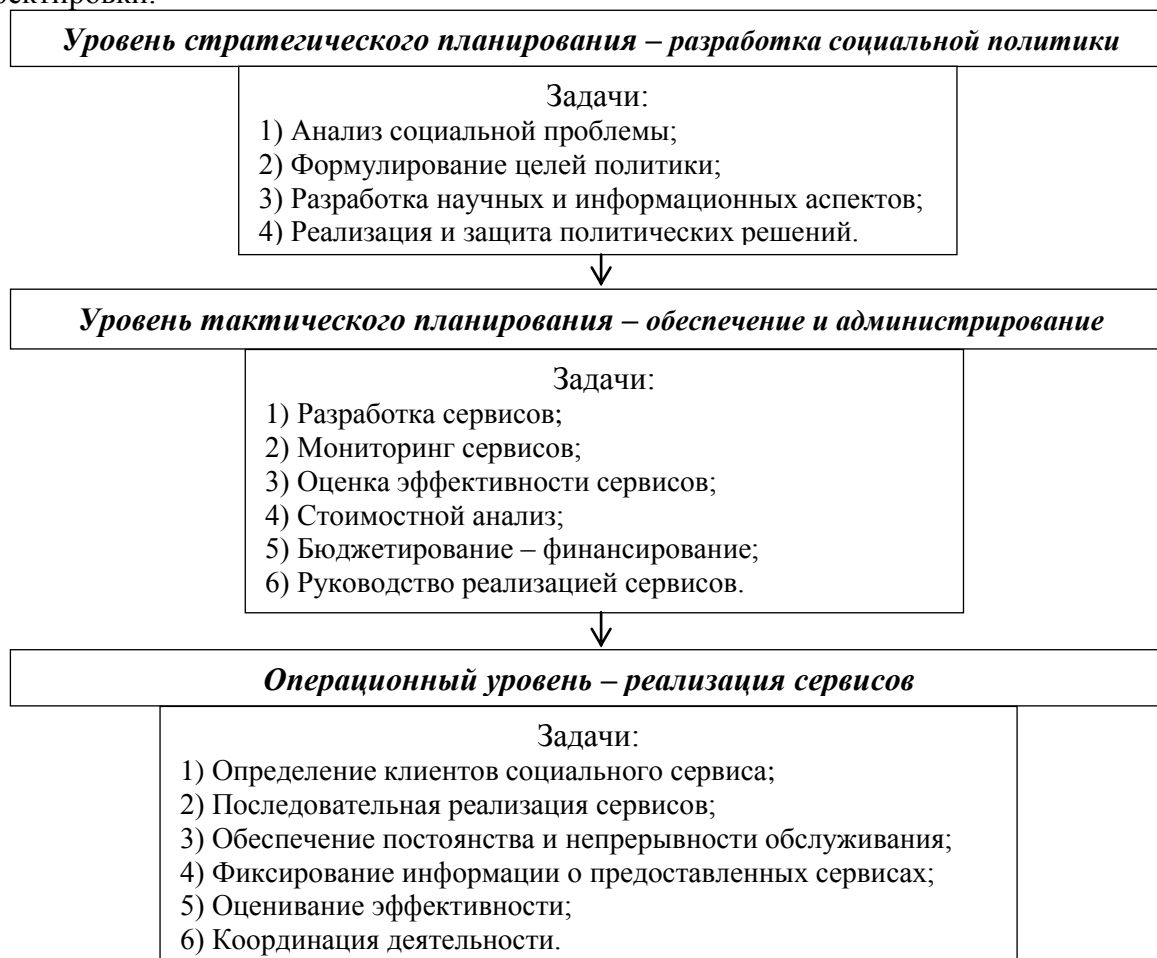 Уровень стратегического планирования – разработка социальной политики
Задачи:
1) Анализ социальной проблемы;
2) Формулирование целей политики;
3) Разработка научных и информационных аспектов;
4) Реализация и защита политических решений.
Уровень тактического планирования – обеспечение и администрирование
Задачи:
1) Разработка сервисов;
2) Мониторинг сервисов;
3) Оценка эффективности сервисов;
4) Стоимостной анализ;
5) Бюджетирование – финансирование;
6) Руководство реализацией сервисов.
Операционный уровень – реализация сервисов
Задачи:
1) Определение клиентов социального сервиса;
2) Последовательная реализация сервисов;
3) Обеспечение постоянства и непрерывности обслуживания;
4) Фиксирование информации о предоставленных сервисах;
5) Оценивание эффективности;
6) Координация деятельности.